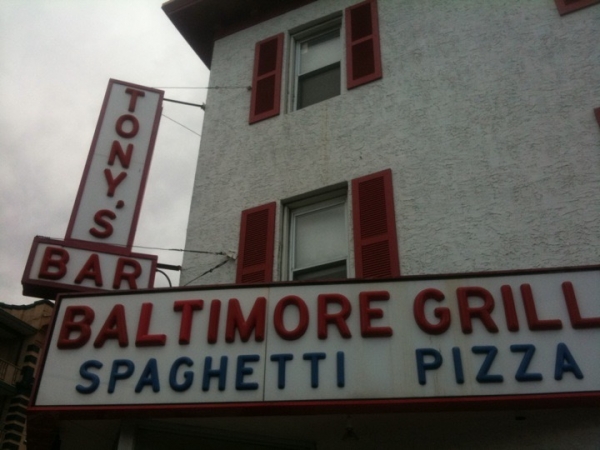 TONY'S
BAR
BALTIMORE GRILL
SPAGHETTI PIZZA